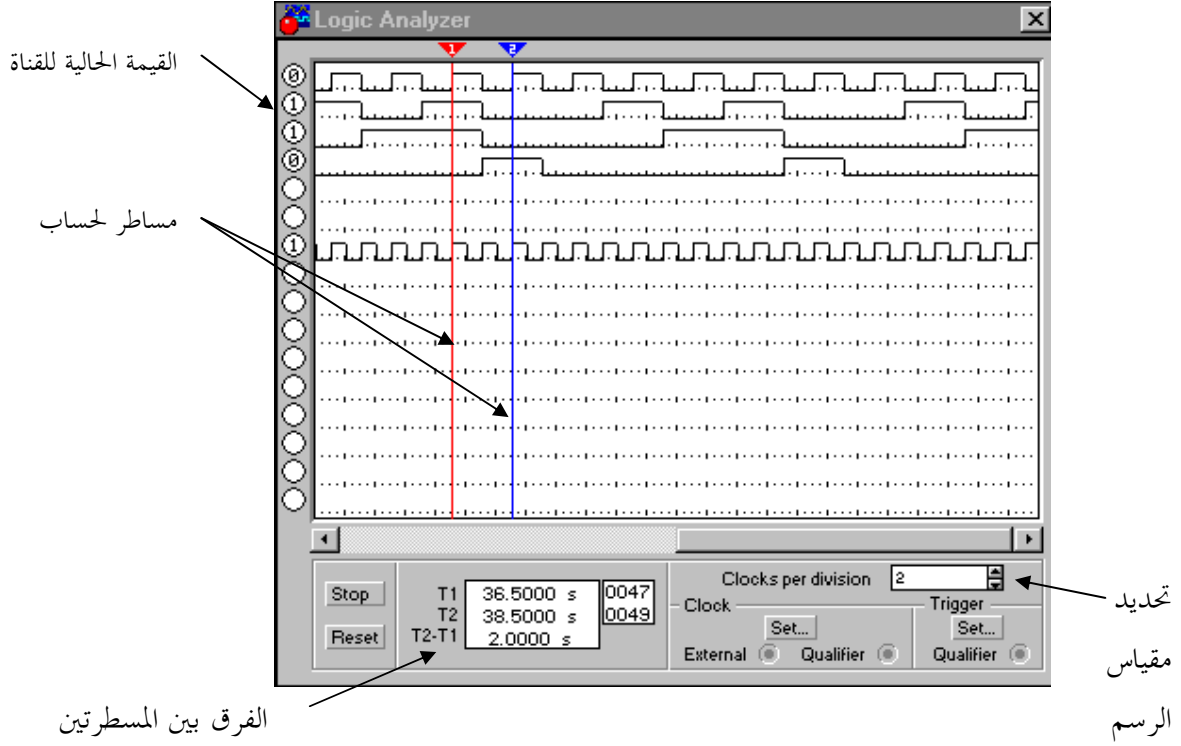 Logic Analyzer
1 2
القيمة الحالية للقناة
0
1
1
0
مساطر لحساب
1
Clocks per division 2
Stop
T1 36.5000 s 0047
Clock
Trigger
T2 38.5000 s 0049
Set...
Set...
Reset
T2-T1 2.0000 s
External
Qualifier
Qualifier
تحديد
مقياس
الرسم
الفرق بين المسطرتين